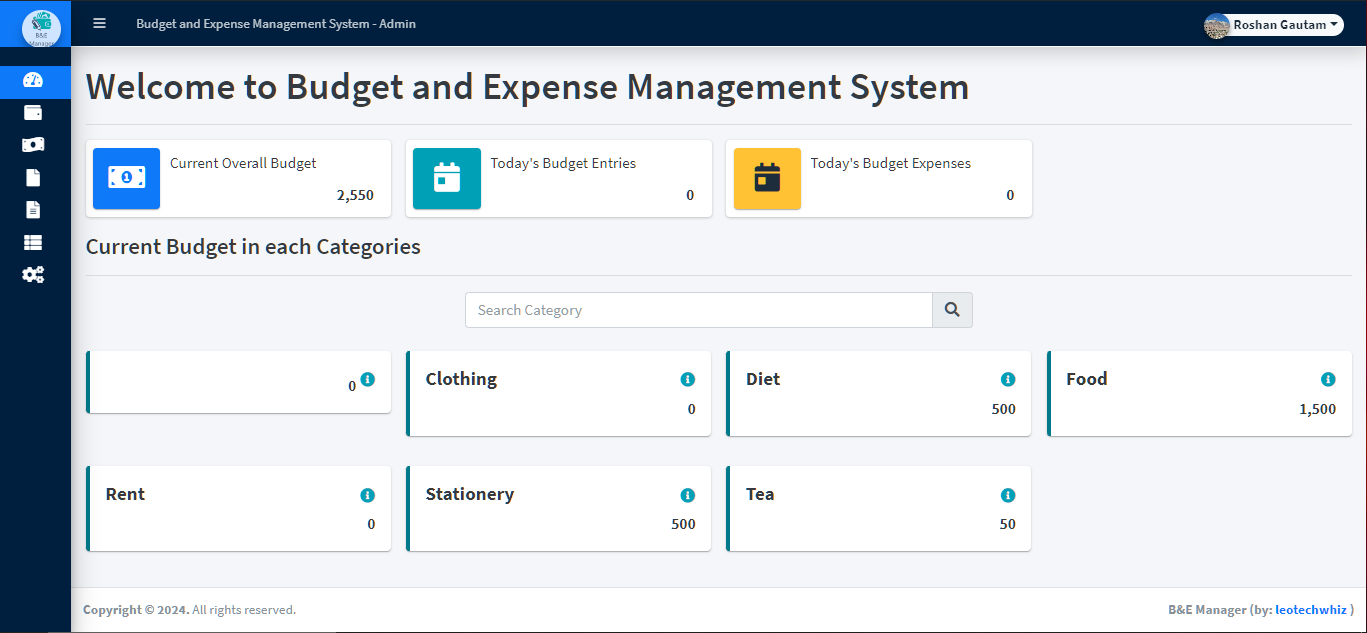 B&E
Manager
Budget and Expense Management System - Admin
Roshan Gautam
Welcome to Budget and Expense Management System
Current Overall Budget
2,550
Today's Budget Entries
0
Today's Budget Expenses
0
Current Budget in each Categories
Search Category
0
Clothing
0
Diet
500
Food
1,500
Rent
0
Stationery
500
Tea
50
Copyright © 2024. All rights reserved.
B&E Manager (by: leotechwhiz )